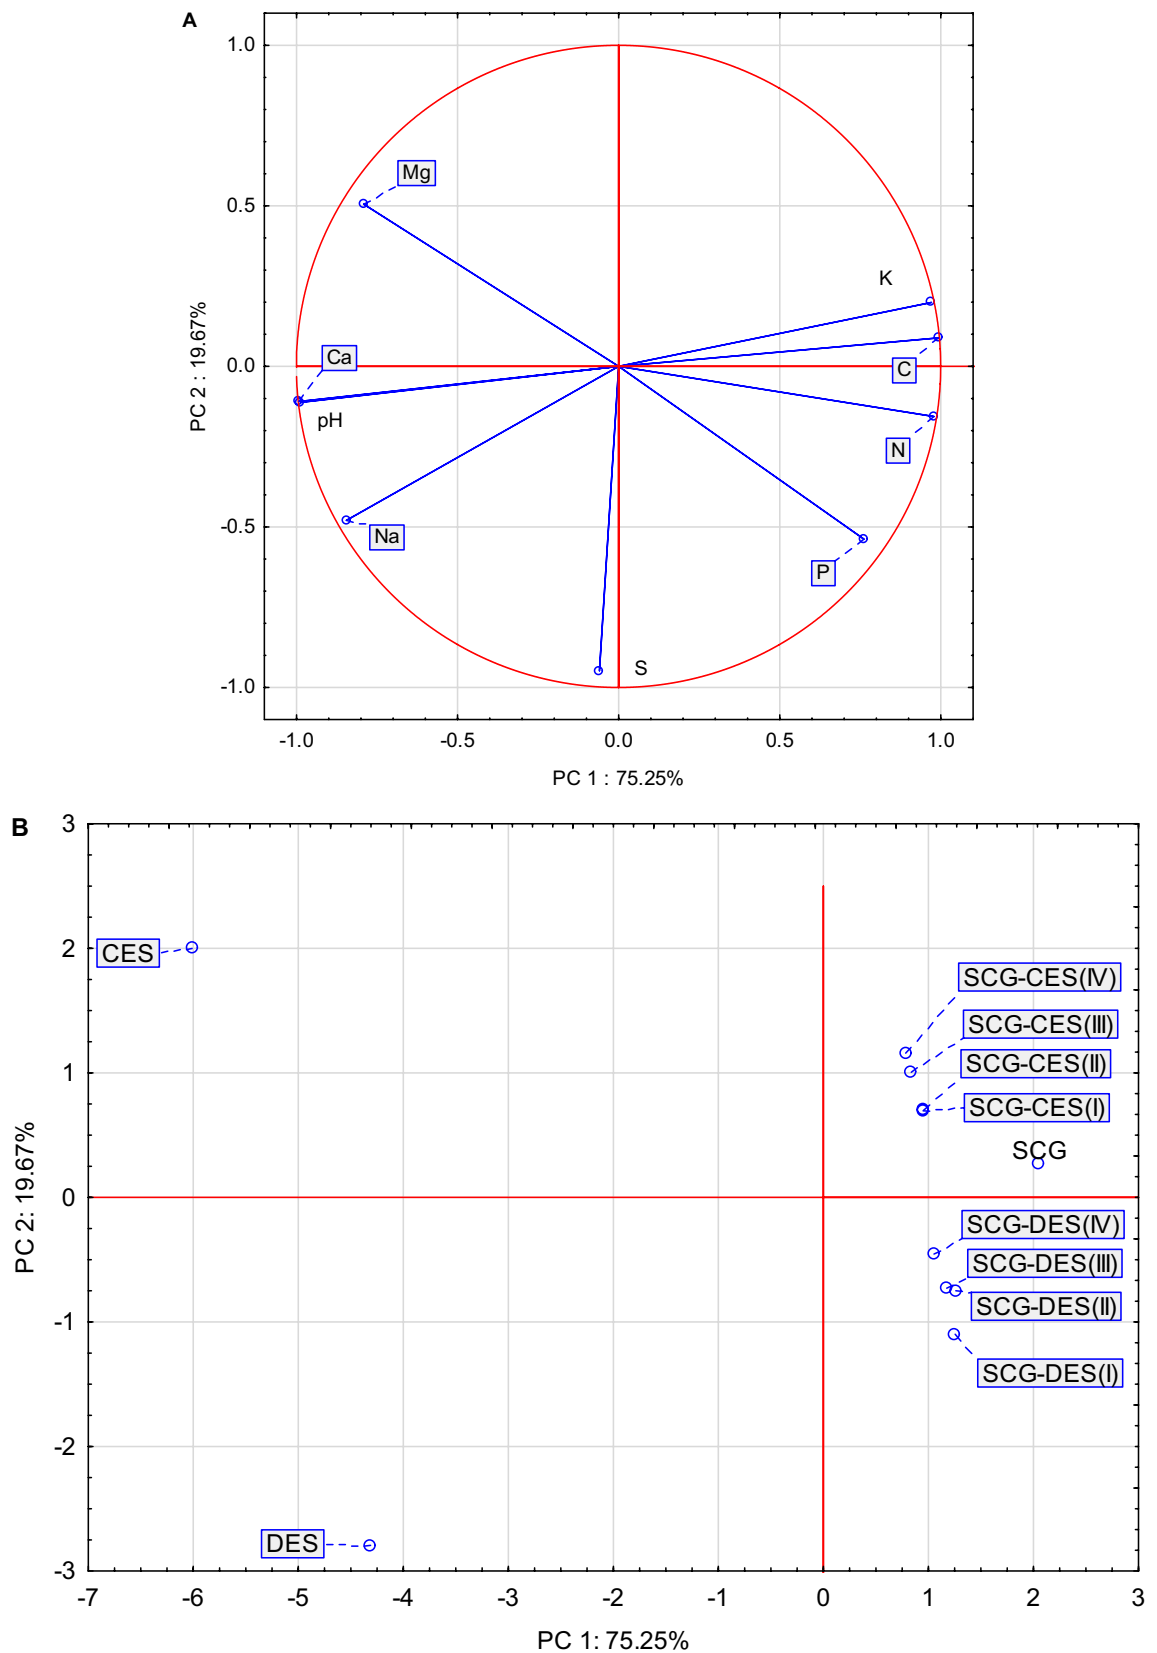 A
1.0
0.5
0.0
-0.5
-1.0
PC 2 : 19.67%
Mg
K
Ca
C
pH
N
Na
P
S
-1.0 -0.5 0.0 0.5 1.0
PC 1 : 75.25%
B
3
2
1
0
-1
-2
-3
PC 2: 19.67%
CES
SCG-CES(IV)
SCG-CES(III)
SCG-CES(II)
SCG-CES(I)
SCG
SCG-DES(IV)
SCG-DES(III)
SCG-DES(II)
SCG-DES(I)
DES
-7 -6 -5 -4 -3 -2 -1 0 1 2 3
PC 1: 75.25%